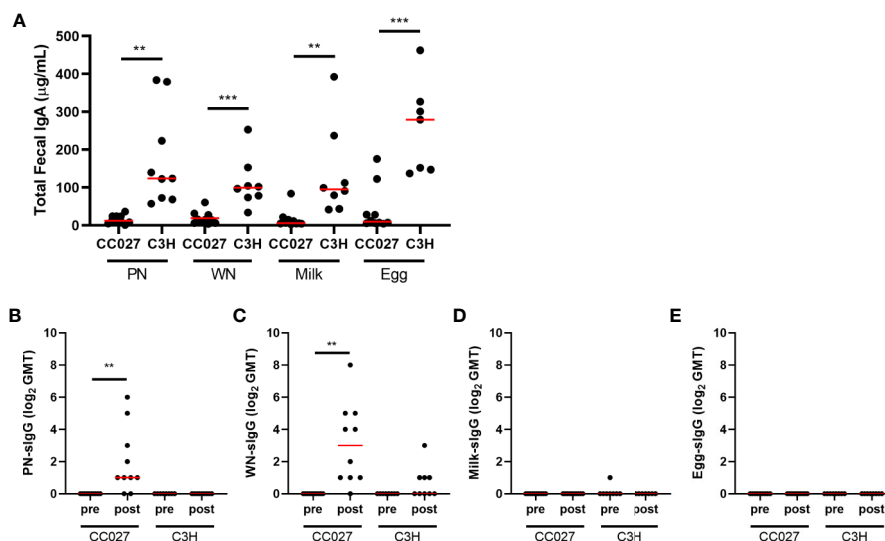 A
Total Fecal IgA (μg/mL)
500
400
300
200
100
0
** *** ** ***
CC027 C3H CC027 C3H CC027 C3H CC027 C3H
PN WN Milk Egg
B
PN-sIgG (log2 GMT)
10
8
6
4
2
0
**
pre post pre post
CC027 C3H
C
WN-sIgG (log2 GMT)
10
8
6
4
2
0
**
pre post pre post
CC027 C3H
D
Milk-sIgG (log2 GMT)
10
8
6
4
2
0
pre post pre post
CC027 C3H
E
Egg-sIgG (log2 GMT)
10
8
6
4
2
0
pre post pre post
CC027 C3H